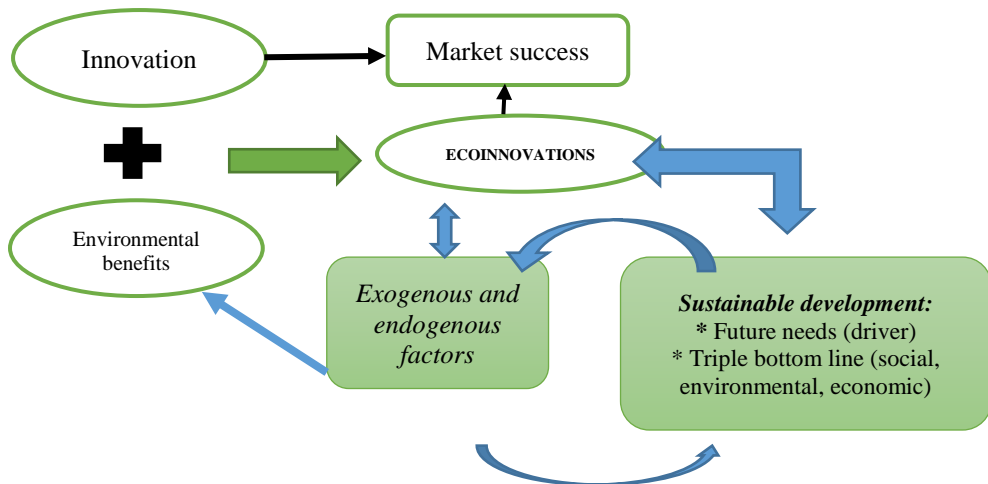 Innovation
Market success
ECOINNOVATIONS
Environmental
benefits
Exogenous and
endogenous
factors
Sustainable development:
* Future needs (driver)
* Triple bottom line (social,
environmental, economic)